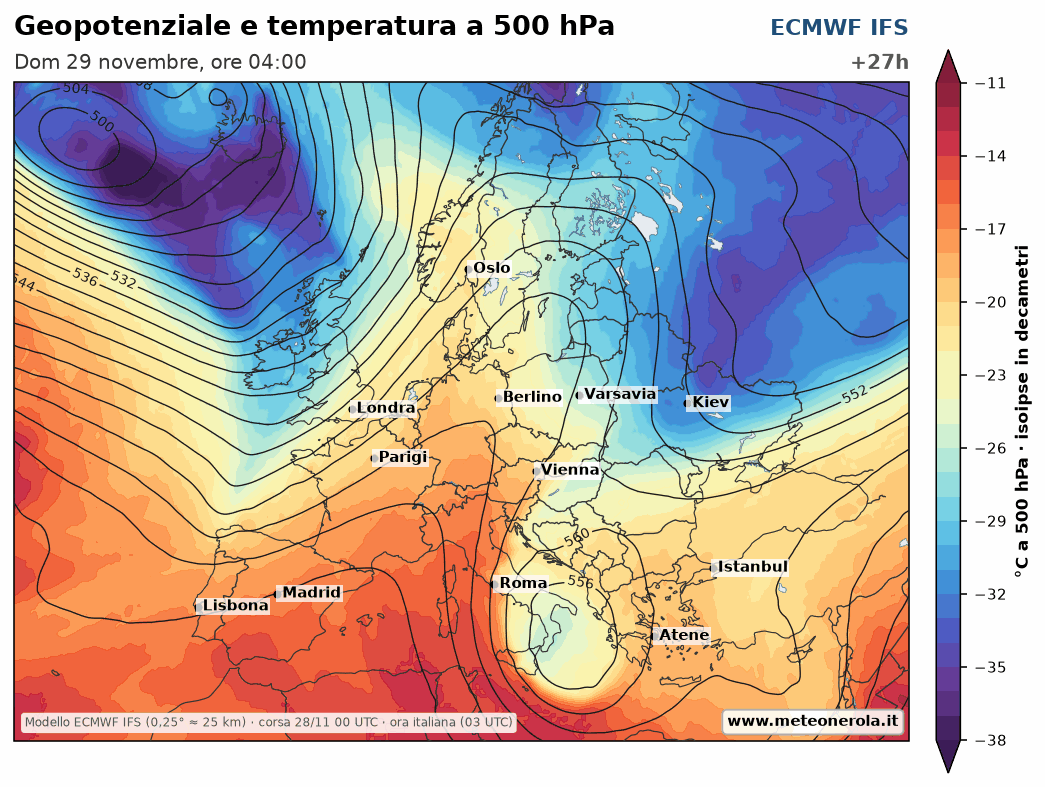 Geopotenziale e temperatura a 500 hPa
ECMWF IFS
Dom 29 novembre, ore 04:00
+27h
504
500
536
532
544
552
560
556
Oslo
Londra
Berlino
Varsavia
Kiev
Parigi
Vienna
Roma
Istanbul
Lisbona
Madrid
Atene
Modello ECMWF IFS (0,25° ≈ 25 km) · corsa 28/11 00 UTC · ora italiana (03 UTC)
www.meteonerola.it
−11
−14
−17
−20
−23
−26
−29
−32
−35
−38
°C a 500 hPa · isoipse in decametri